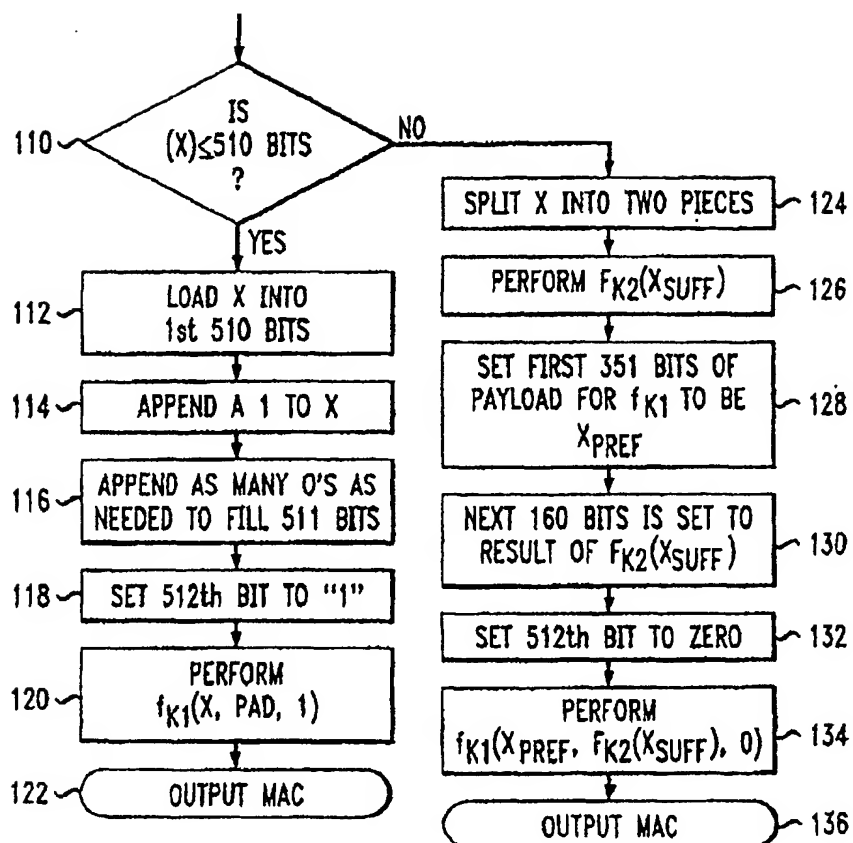 110
IS
(X)≤510 BITS
?
NO
YES
112
LOAD X INTO
1st 510 BITS
114
APPEND A 1 TO X
116
APPEND AS MANY 0'S AS
NEEDED TO FILL 511 BITS
118
SET 512th BIT TO "1"
120
PERFORM
fK1(X, PAD, 1)
122
OUTPUT MAC
SPLIT X INTO TWO PIECES
124
PERFORM FK2(XSUFF)
126
SET FIRST 351 BITS OF
PAYLOAD FOR fK1 TO BE
XPREF
128
NEXT 160 BITS IS SET TO
RESULT OF FK2(XSUFF)
130
SET 512th BIT TO ZERO
132
PERFORM
fK1(XPREF, FK2(XSUFF), 0)
134
OUTPUT MAC
136